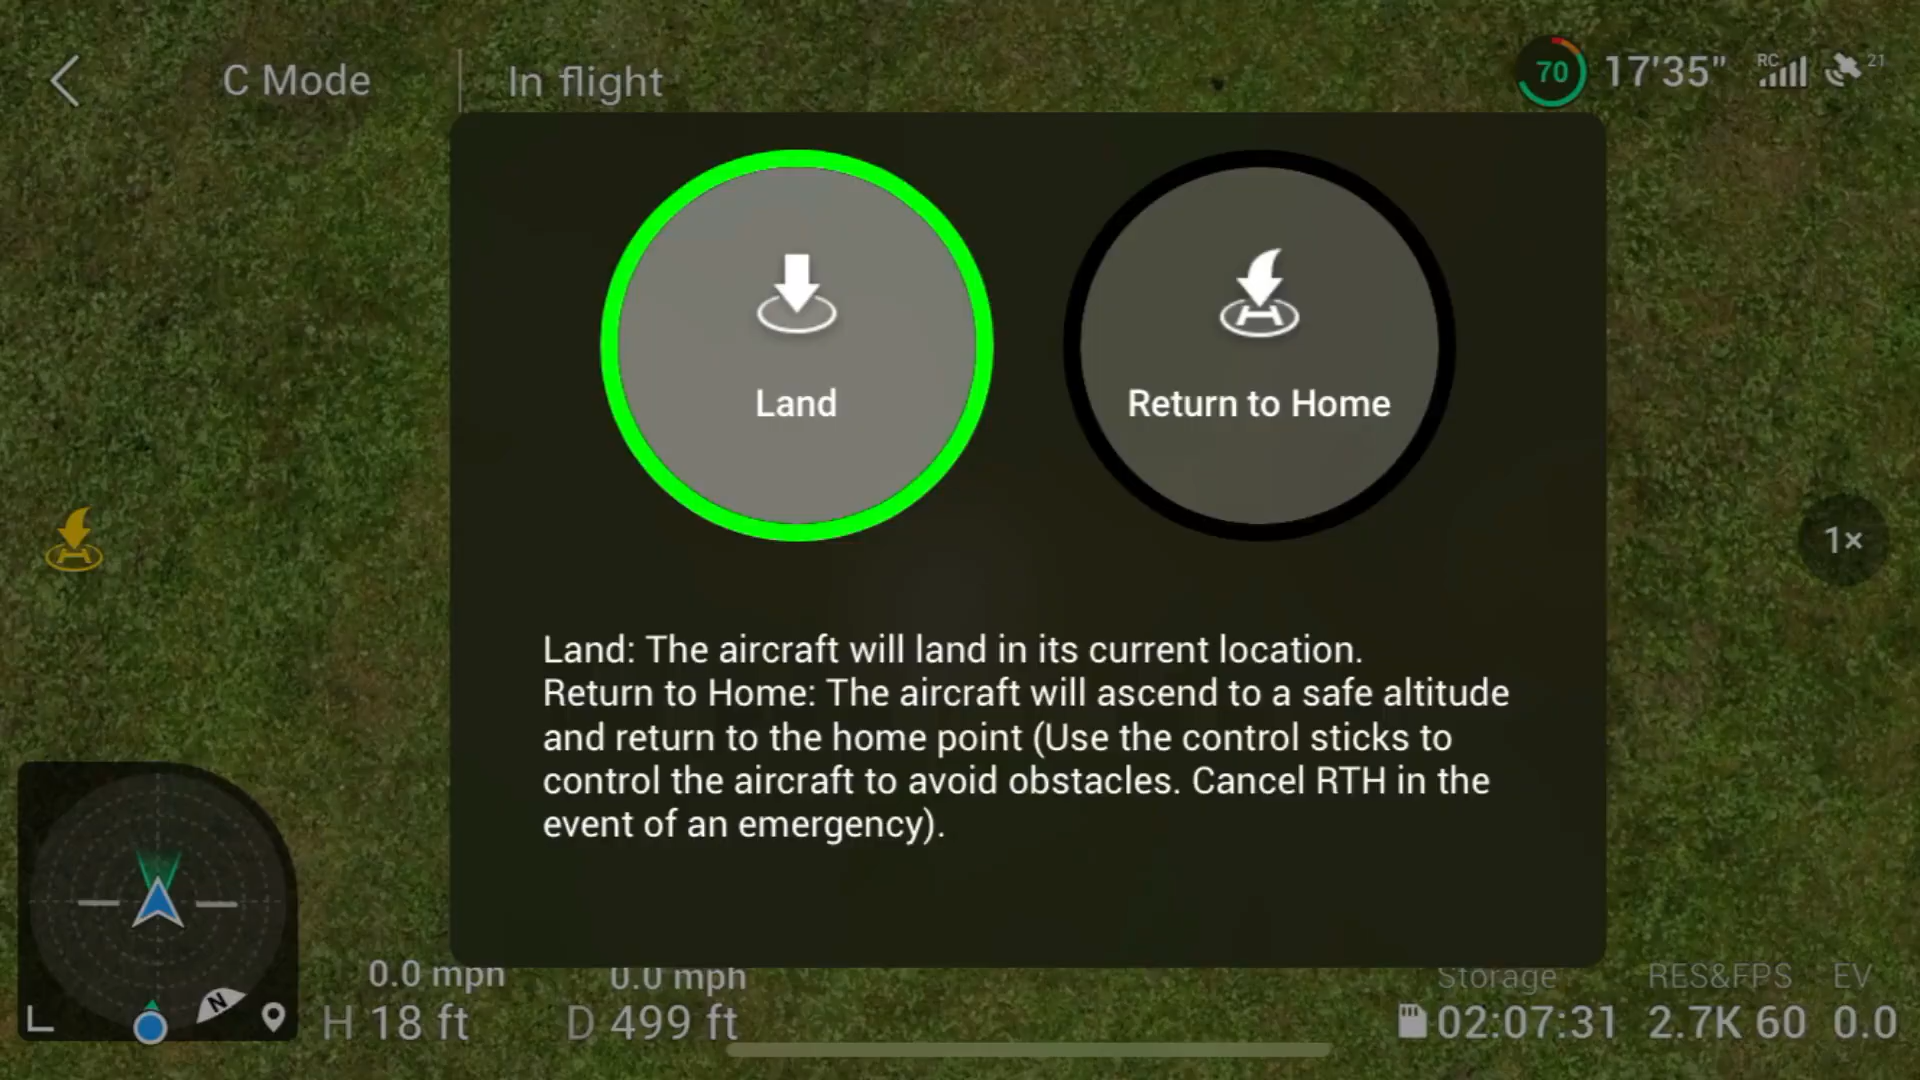 C Mode
In flight
70
17'35"
RC
21
Land
Return to Home
1×
Land: The aircraft will land in its current location.
Return to Home: The aircraft will ascend to a safe altitude
and return to the home point (Use the control sticks to
control the aircraft to avoid obstacles. Cancel RTH in the
event of an emergency).
N
0.0 mph
0.0 mph
H 18 ft
D 499 ft
Storage
RES&FPS
EV
02:07:31
2.7K 60
0.0